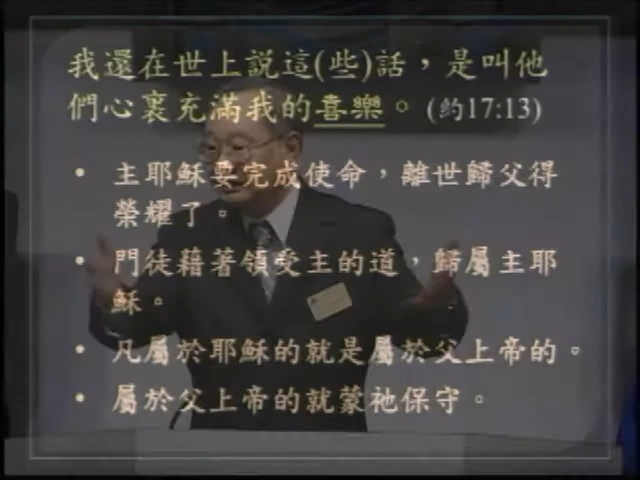 我還在世上說這(些)話，是叫他
們心裏充滿我的喜樂。(約17:13)
• 主耶穌要完成使命，離世歸父得
榮耀了。
• 門徒藉著領受主的道，歸屬主耶
穌。
• 凡屬於耶穌的就是屬於父上帝的。
• 屬於父上帝的就蒙祂保守。